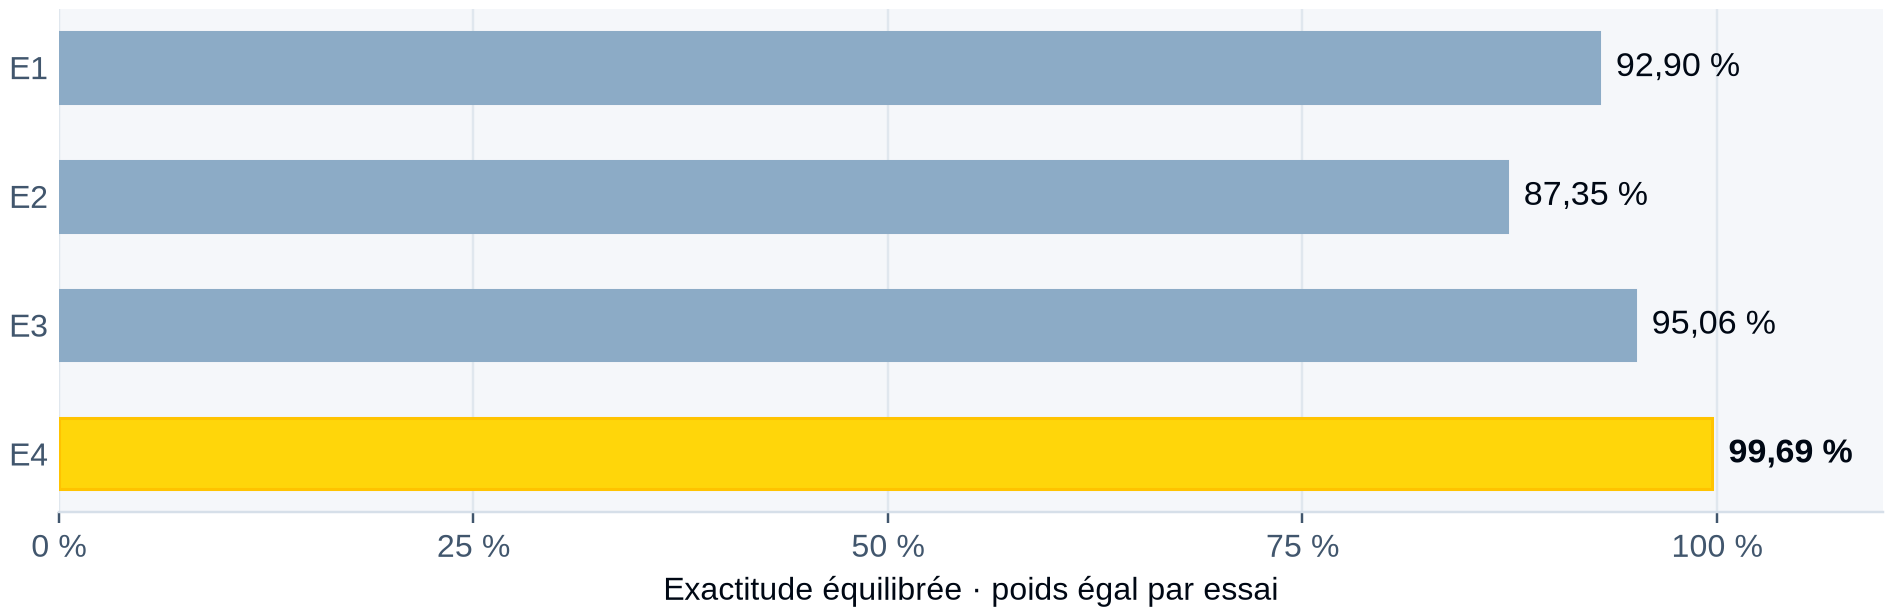 E1 92,90 %
E2 87,35 %
E3 95,06 %
E4 99,69 %
0 % 25 % 50 % 75 % 100 %
Exactitude équilibrée · poids égal par essai